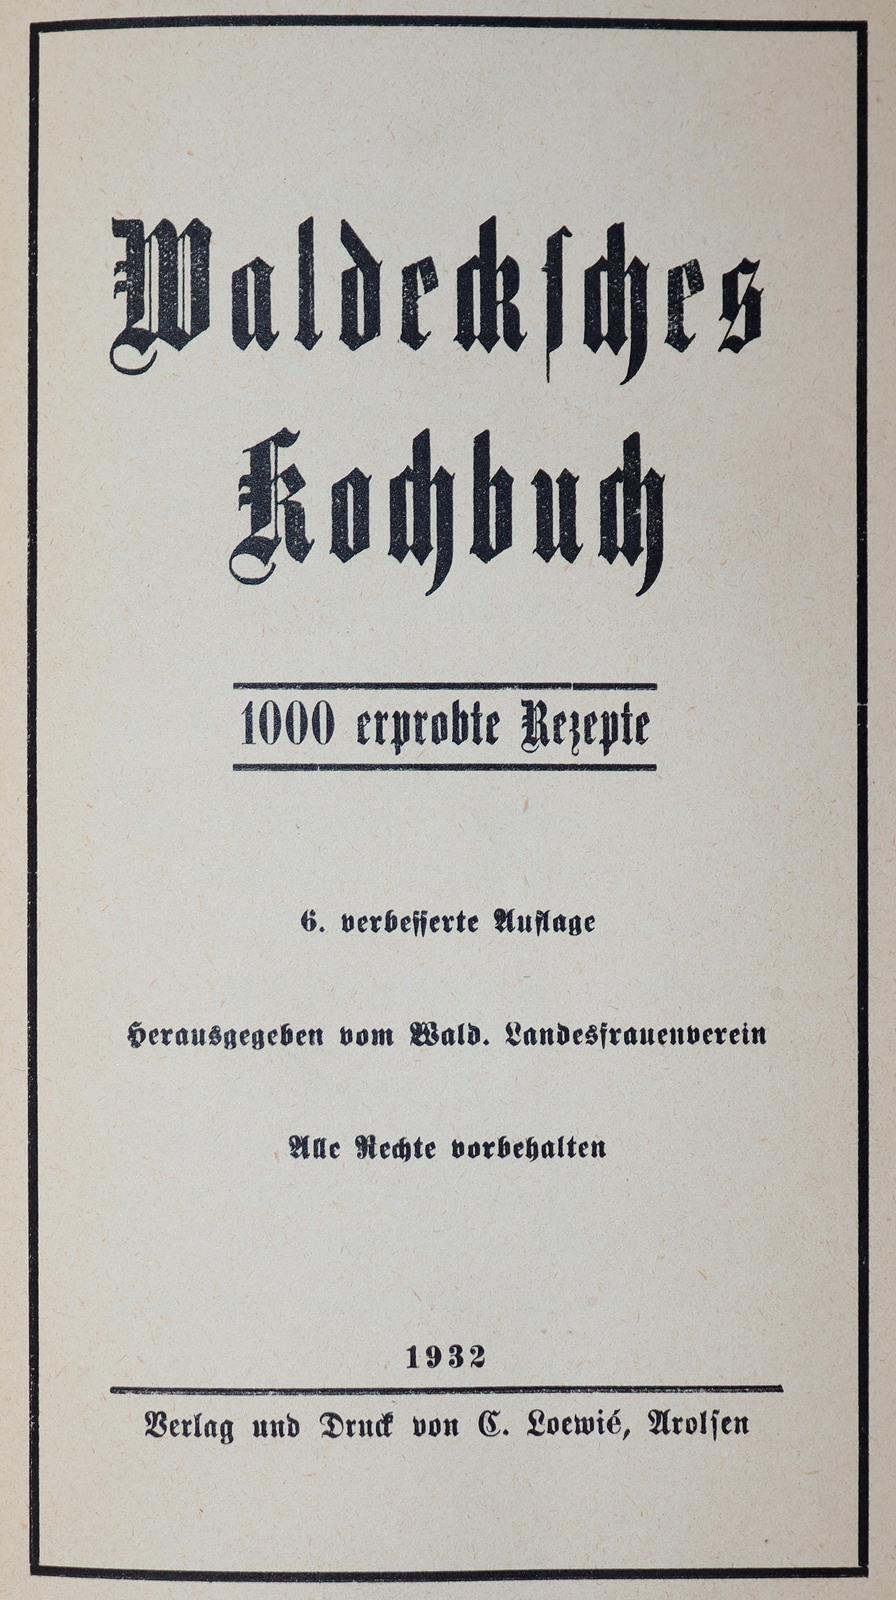 Waldeckſches
Kochbuch
1000 erprobte Rezepte
6. verbeſſerte Auflage
Herausgegeben vom Wald. Landesfrauenverein
Alle Rechte vorbehalten
1932
Verlag und Druck von C. Loewié, Arolſen